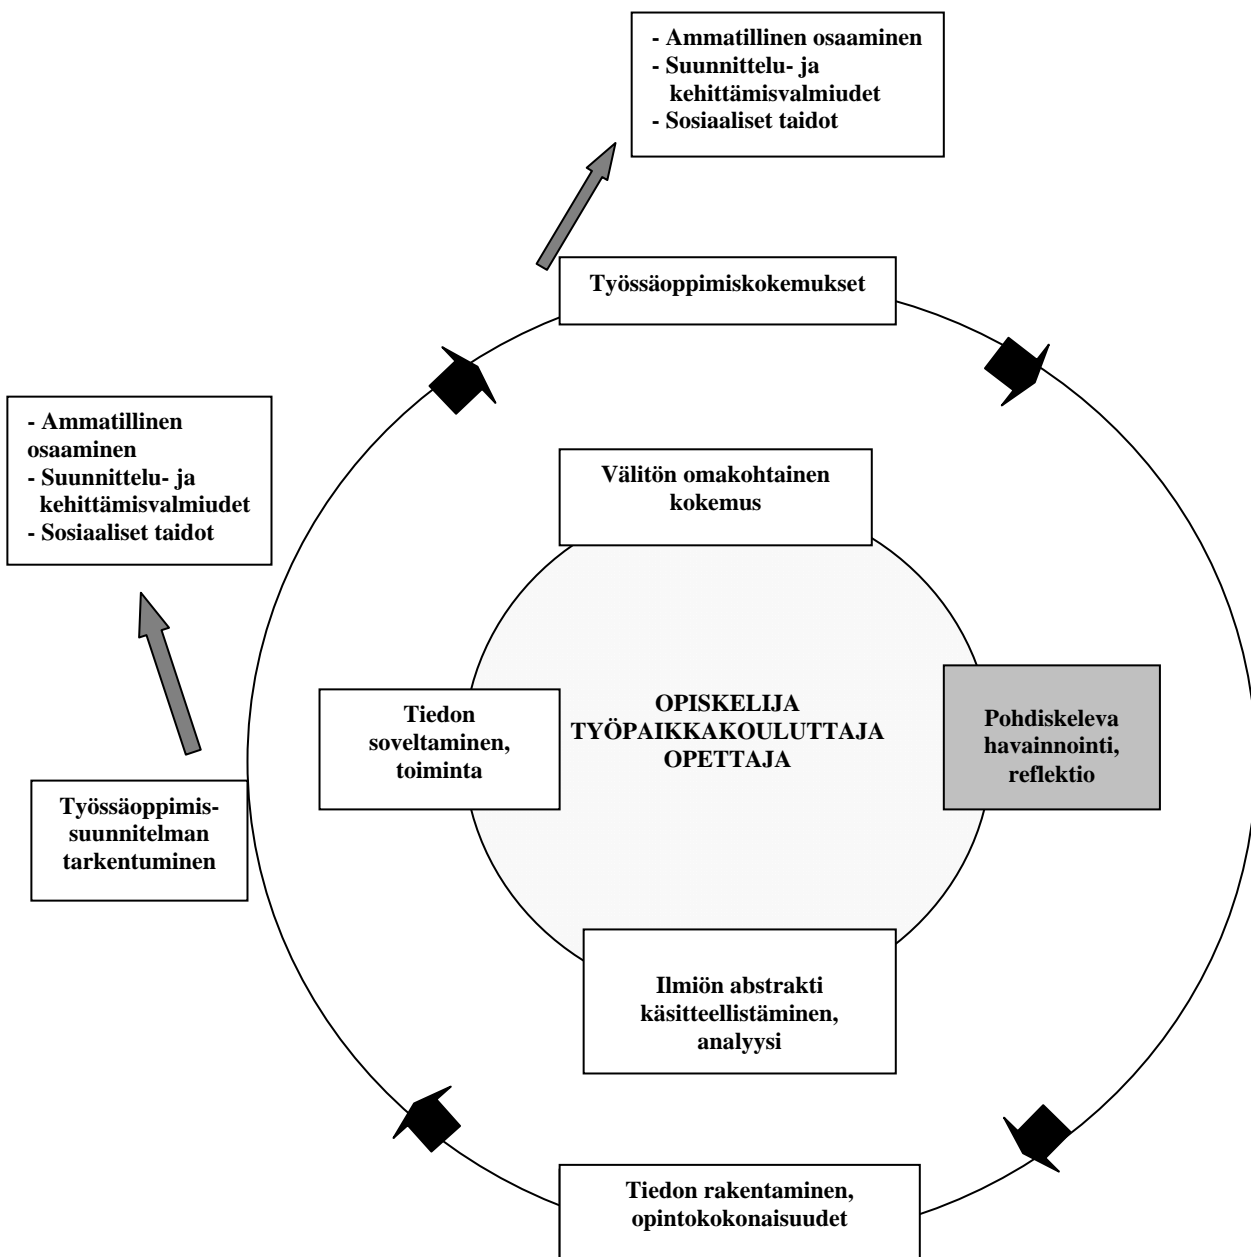 - Ammatillinen osaaminen
- Suunnittelu- ja
kehittämisvalmiudet
- Sosiaaliset taidot
Työssäoppimiskokemukset
- Ammatillinen
osaaminen
- Suunnittelu- ja
kehittämisvalmiudet
- Sosiaaliset taidot
Välitön omakohtainen
kokemus
Tiedon
soveltaminen,
toiminta
OPISKELIJA
TYÖPAIKKAKOULUTTAJA
OPETTAJA
Pohdiskeleva
havainnointi,
reflektio
Työssäoppimis-
suunnitelman
tarkentuminen
Ilmiön abstrakti
käsitteellistäminen,
analyysi
Tiedon rakentaminen,
opintokokonaisuudet